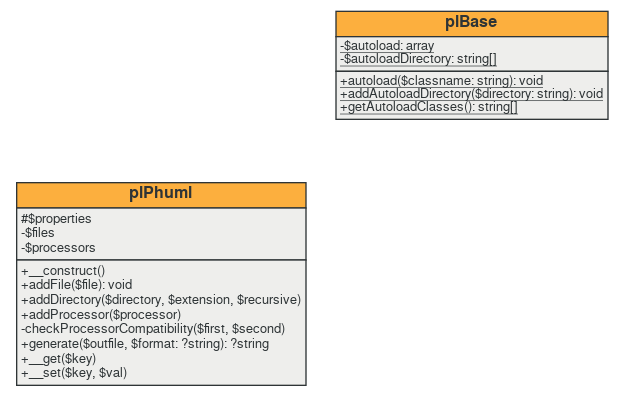 plBase
-$autoload: array
-$autoloadDirectory: string[]
+autoload($classname: string): void
+addAutoloadDirectory($directory: string): void
+getAutoloadClasses(): string[]
plPhuml
#$properties
-$files
-$processors
+__construct()
+addFile($file): void
+addDirectory($directory, $extension, $recursive)
+addProcessor($processor)
-checkProcessorCompatibility($first, $second)
+generate($outfile, $format: ?string): ?string
+__get($key)
+__set($key, $val)